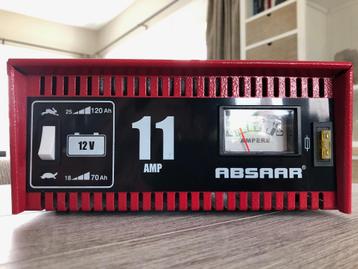 25 120 Ah
12 V
18 70 Ah
11
AMP
AMPERE
ABSAAR